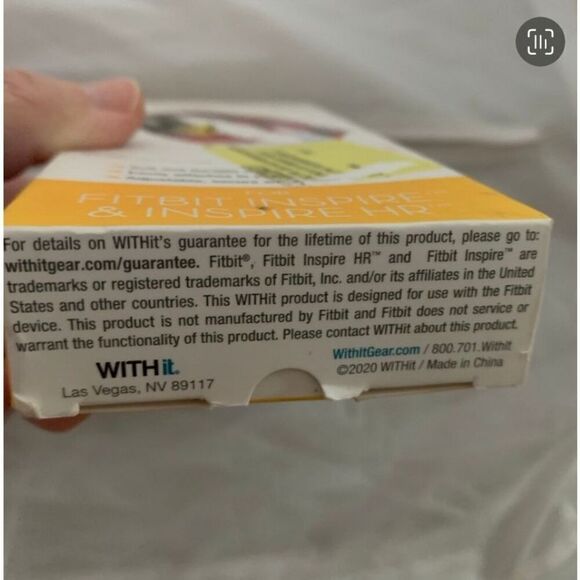 FITBIT INSPIRE™
& INSPIRE HR™
For details on WITHit's guarantee for the lifetime of this product, please go to:
withitgear.com/guarantee. Fitbit®, Fitbit Inspire HR™ and Fitbit Inspire™ are
trademarks or registered trademarks of Fitbit, Inc. and/or its affiliates in the United
States and other countries. This WITHit product is designed for use with the Fitbit
device. This product is not manufactured by Fitbit and Fitbit does not service or
warrant the functionality of this product. Please contact WITHit about this product.
WITHit.
Las Vegas, NV 89117
WithItGear.com / 800.701.WithIt
©2020 WITHit / Made in China